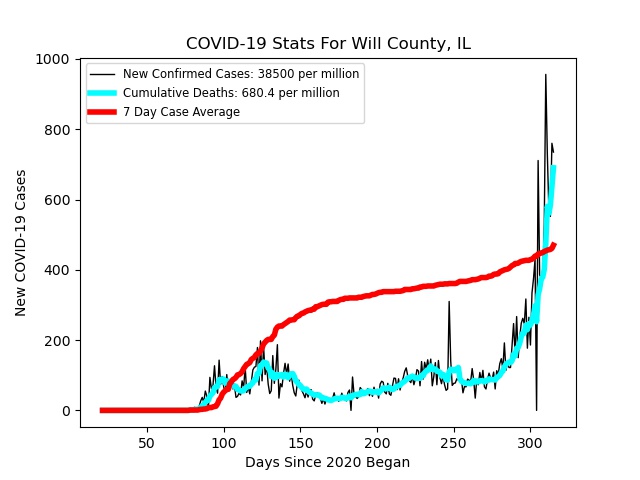 COVID-19 Stats For Will County, IL
New Confirmed Cases: 38500 per million
Cumulative Deaths: 680.4 per million
7 Day Case Average
New COVID-19 Cases
1000
800
600
400
200
0
50 100 150 200 250 300
Days Since 2020 Began